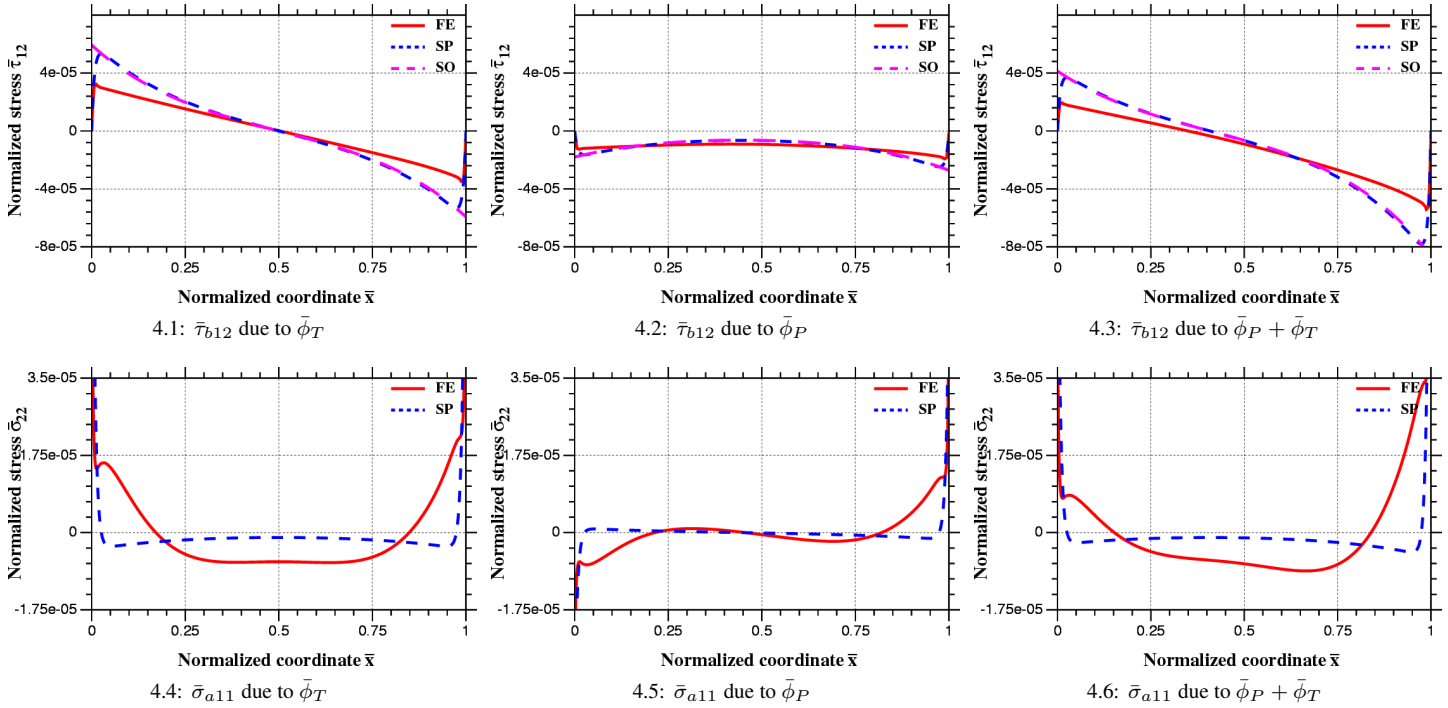 FE
SP
SO
4e-05
0
-4e-05
-8e-05
0
0.25
0.5
0.75
1
Normalized stress τ̄12
Normalized coordinate x̄
4.1: τ̄b12 due to ϕ̄T
FE
SP
SO
4e-05
0
-4e-05
-8e-05
0
0.25
0.5
0.75
1
Normalized stress τ̄12
Normalized coordinate x̄
4.2: τ̄b12 due to ϕ̄P
FE
SP
SO
4e-05
0
-4e-05
-8e-05
0
0.25
0.5
0.75
1
Normalized stress τ̄12
Normalized coordinate x̄
4.3: τ̄b12 due to ϕ̄P + ϕ̄T
FE
SP
3.5e-05
1.75e-05
0
-1.75e-05
0
0.25
0.5
0.75
1
Normalized stress σ̄22
Normalized coordinate x̄
4.4: σ̄a11 due to ϕ̄T
FE
SP
3.5e-05
1.75e-05
0
-1.75e-05
0
0.25
0.5
0.75
1
Normalized stress σ̄22
Normalized coordinate x̄
4.5: σ̄a11 due to ϕ̄P
FE
SP
3.5e-05
1.75e-05
0
-1.75e-05
0
0.25
0.5
0.75
1
Normalized stress σ̄22
Normalized coordinate x̄
4.6: σ̄a11 due to ϕ̄P + ϕ̄T